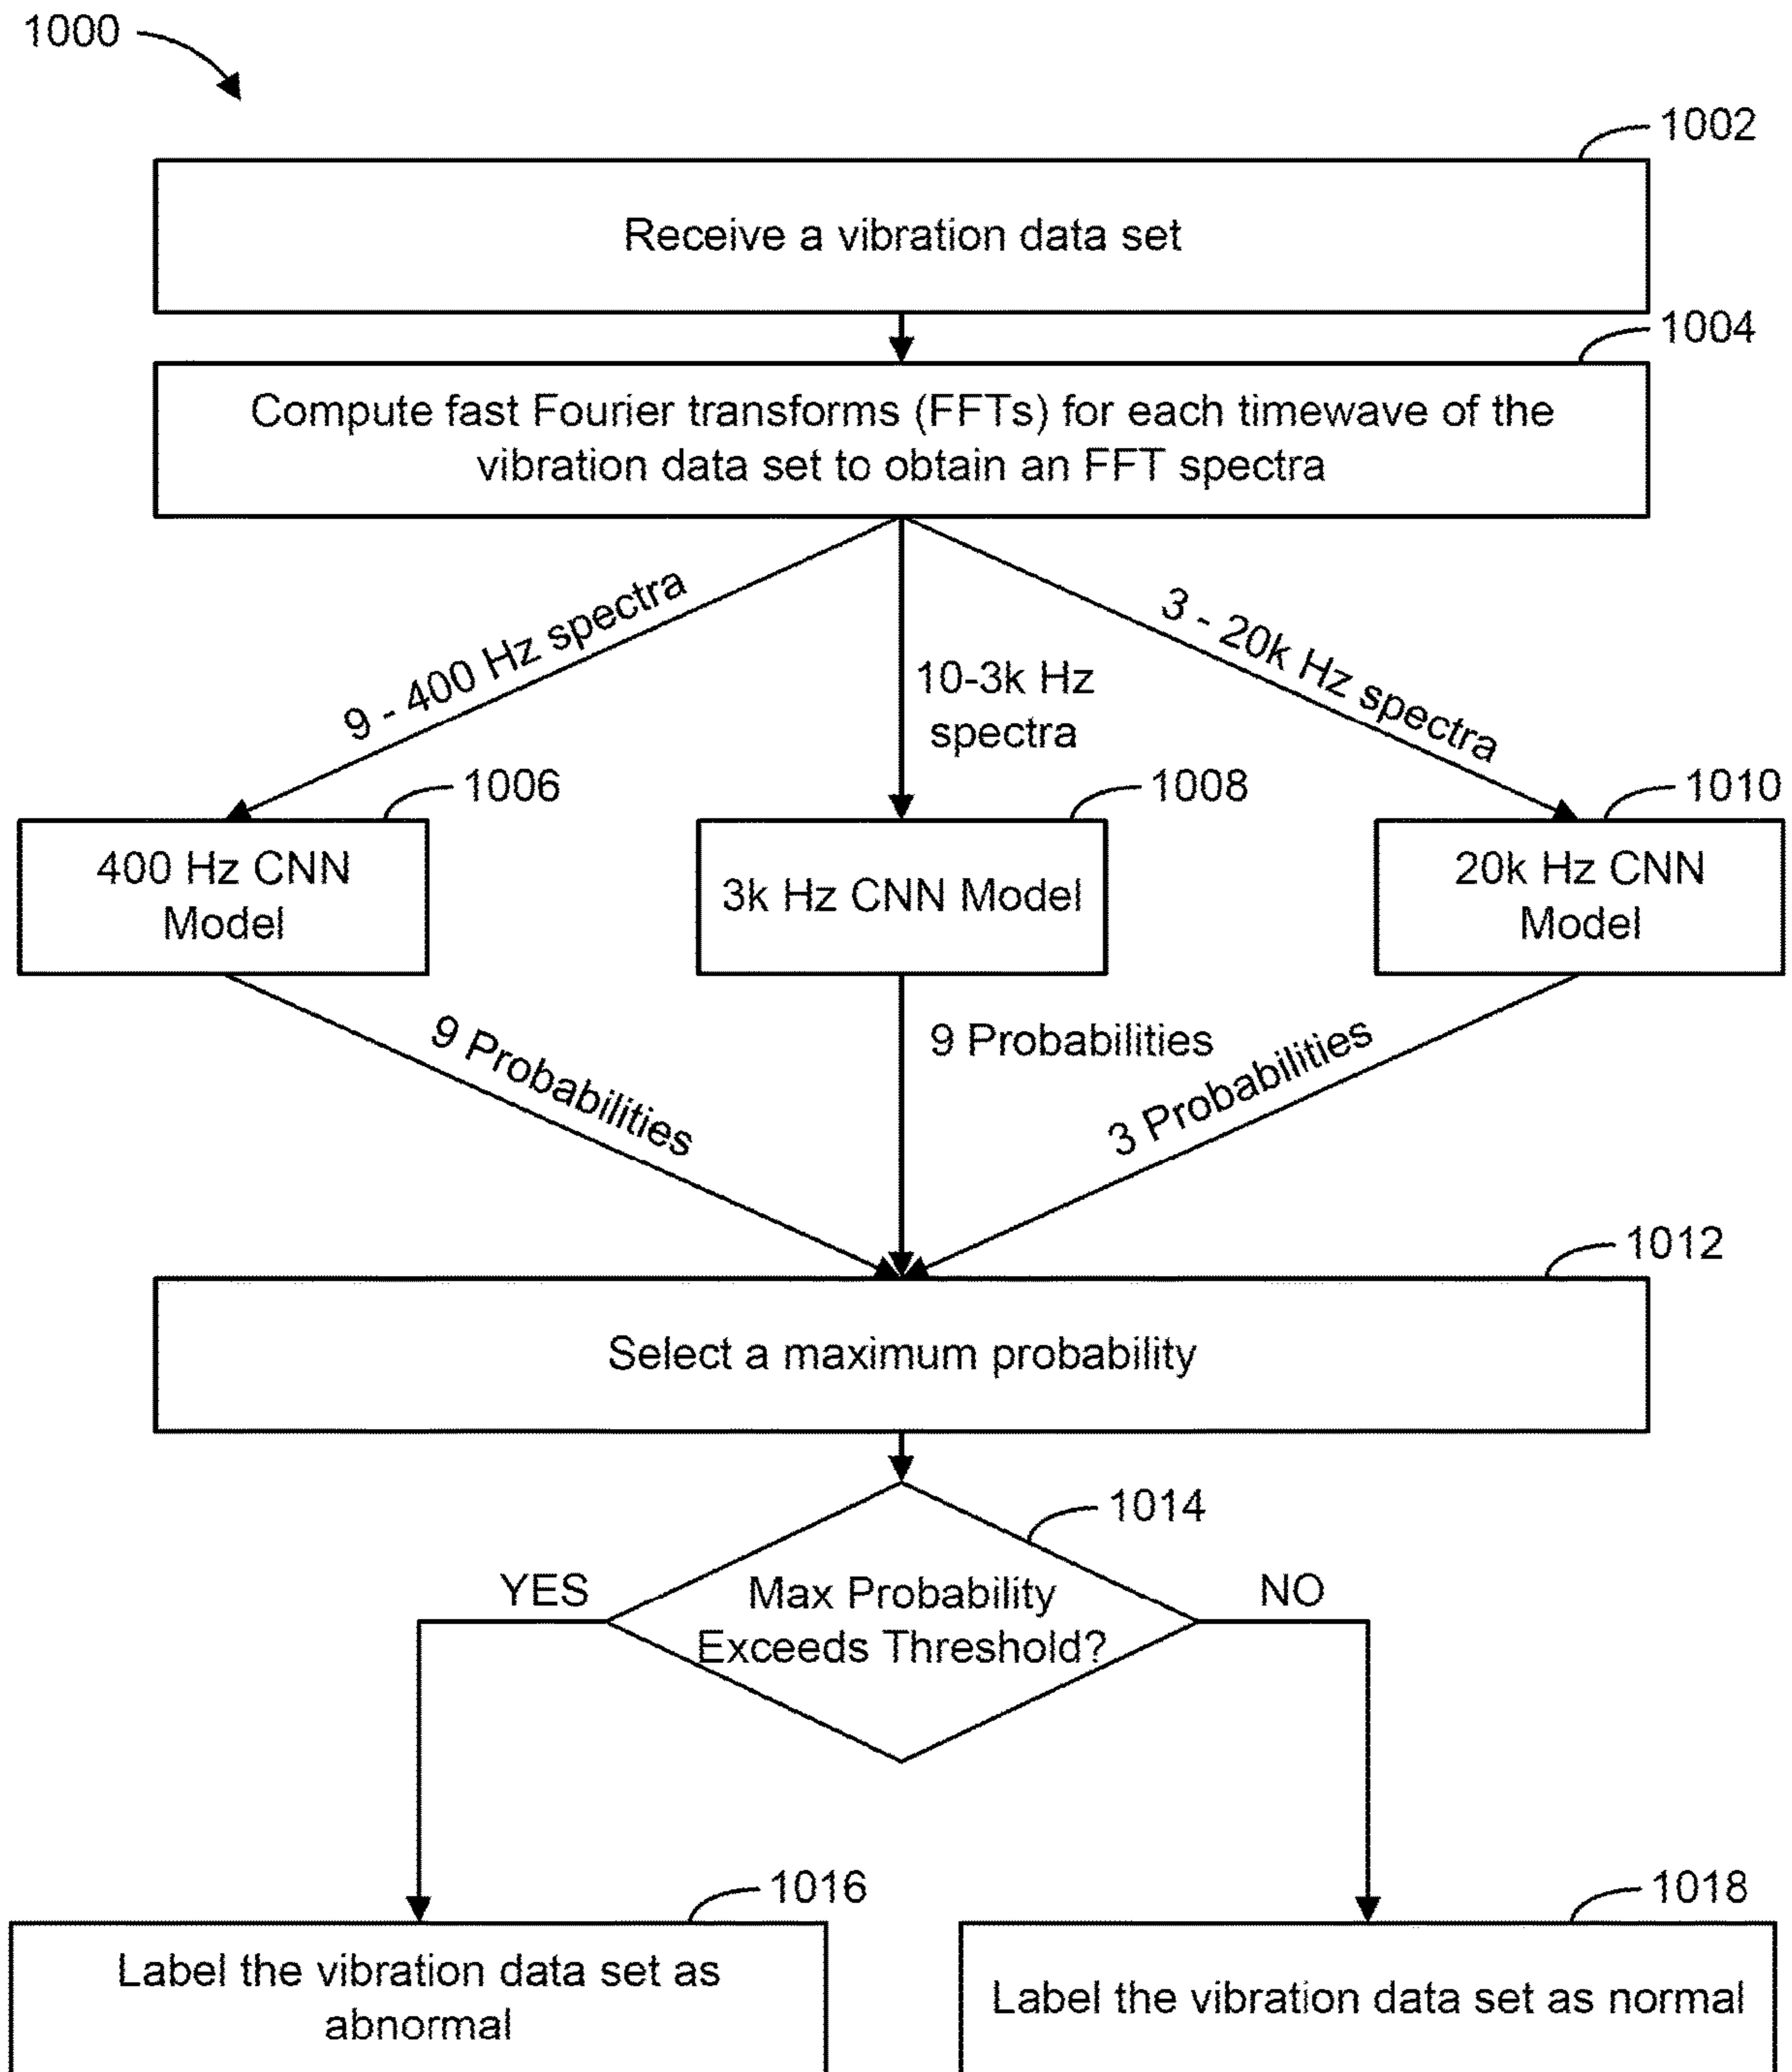 1000
1002
Receive a vibration data set
1004
Compute fast Fourier transforms (FFTs) for each timewave of the
vibration data set to obtain an FFT spectra
9 - 400 Hz spectra
10-3k Hz
spectra
3 - 20k Hz spectra
1006
400 Hz CNN
Model
1008
3k Hz CNN Model
1010
20k Hz CNN
Model
9 Probabilities
9 Probabilities
3 Probabilities
1012
Select a maximum probability
1014
Max Probability
Exceeds Threshold?
YES
NO
1016
Label the vibration data set as
abnormal
1018
Label the vibration data set as normal